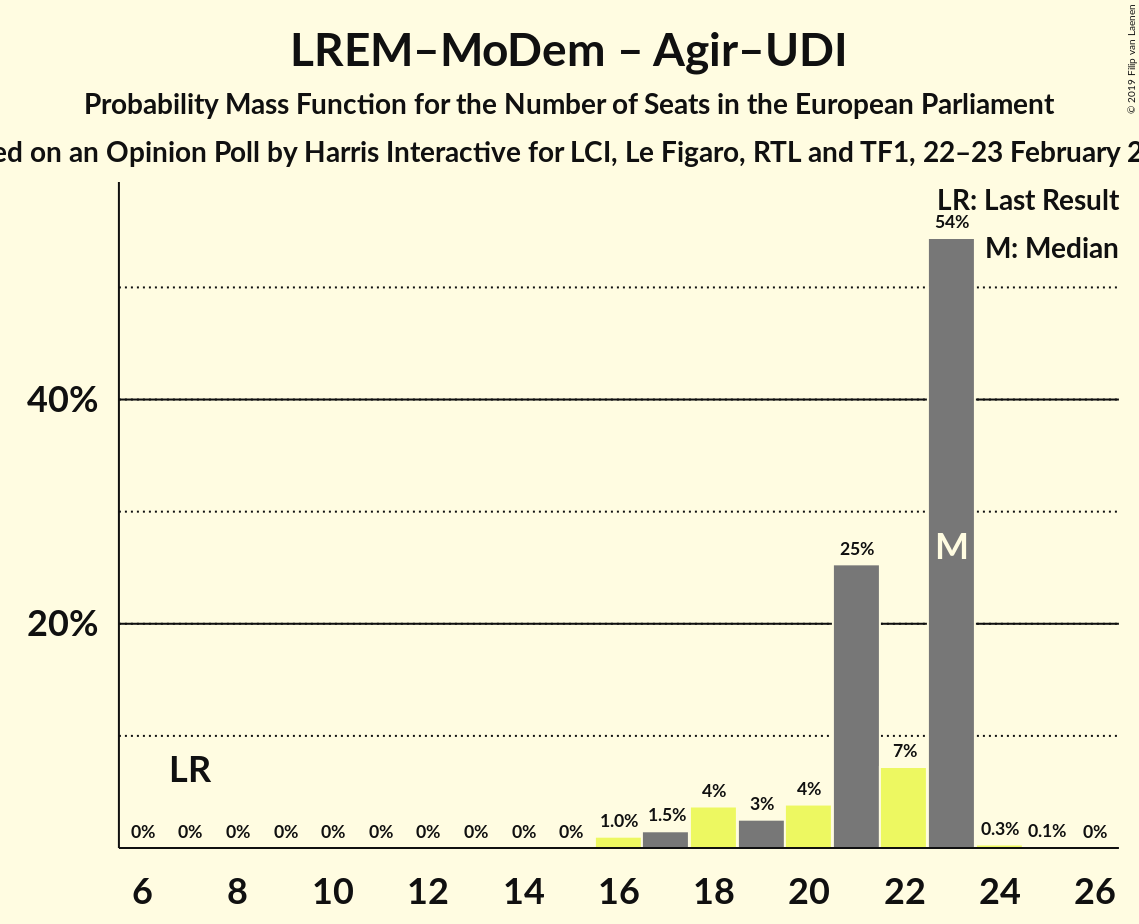 LREM–MoDem – Agir–UDI
Probability Mass Function for the Number of Seats in the European Parliament
on an Opinion Poll by Harris Interactive for LCI, Le Figaro, RTL and TF1, 22–23 February
© 2019 Filip van Laenen
LR: Last Result
M: Median
54%
40%
25%
M
20%
7%
LR
4%
3%
4%
0% 0% 0% 0% 0% 0% 0% 0% 0% 0% 1.0% 1.5% 0.3% 0.1% 0%
6 8 10 12 14 16 18 20 22 24 26